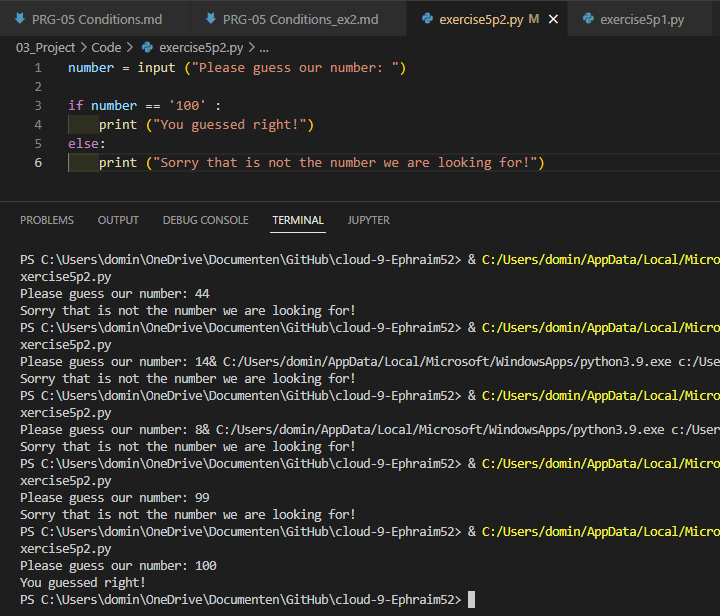 PRG-05 Conditions.md PRG-05 Conditions_ex2.md exercise5p2.py M × exercise5p1.py
03_Project > Code > exercise5p2.py > ...
1 number = input ("Please guess our number: ")
2
3 if number == '100' :
4 print ("You guessed right!")
5 else:
6 print ("Sorry that is not the number we are looking for!")
PROBLEMS OUTPUT DEBUG CONSOLE TERMINAL JUPYTER
PS C:\Users\domin\OneDrive\Documenten\GitHub\cloud-9-Ephraim52> & C:/Users/domin/AppData/Local/Micro
xercise5p2.py
Please guess our number: 44
Sorry that is not the number we are looking for!
PS C:\Users\domin\OneDrive\Documenten\GitHub\cloud-9-Ephraim52> & C:/Users/domin/AppData/Local/Micro
xercise5p2.py
Please guess our number: 14& C:/Users/domin/AppData/Local/Microsoft/WindowsApps/python3.9.exe c:/Use
Sorry that is not the number we are looking for!
PS C:\Users\domin\OneDrive\Documenten\GitHub\cloud-9-Ephraim52> & C:/Users/domin/AppData/Local/Micro
xercise5p2.py
Please guess our number: 8& C:/Users/domin/AppData/Local/Microsoft/WindowsApps/python3.9.exe c:/User
Sorry that is not the number we are looking for!
PS C:\Users\domin\OneDrive\Documenten\GitHub\cloud-9-Ephraim52> & C:/Users/domin/AppData/Local/Micro
xercise5p2.py
Please guess our number: 99
Sorry that is not the number we are looking for!
PS C:\Users\domin\OneDrive\Documenten\GitHub\cloud-9-Ephraim52> & C:/Users/domin/AppData/Local/Micro
xercise5p2.py
Please guess our number: 100
You guessed right!
PS C:\Users\domin\OneDrive\Documenten\GitHub\cloud-9-Ephraim52>